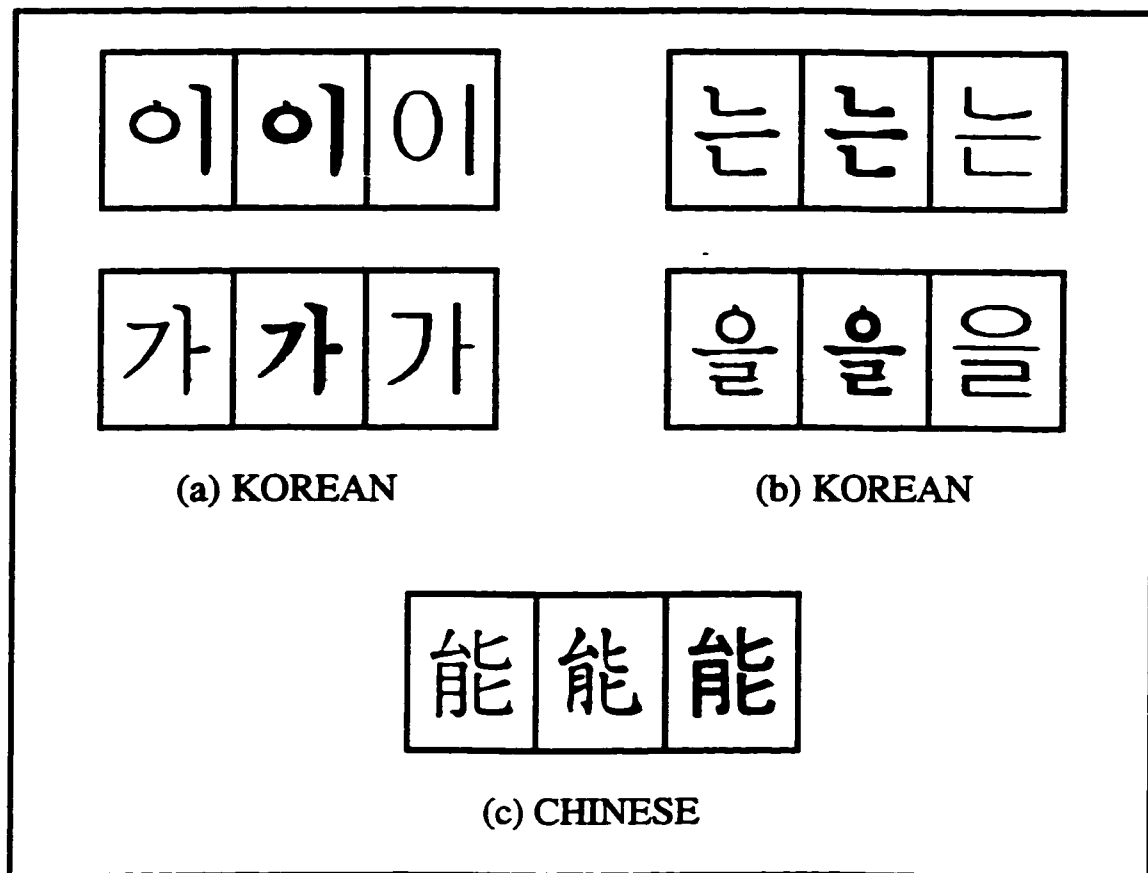 이 이 이
는 는 는
가 가 가
을 을 을
(a) KOREAN
(b) KOREAN
能 能 能
(c) CHINESE